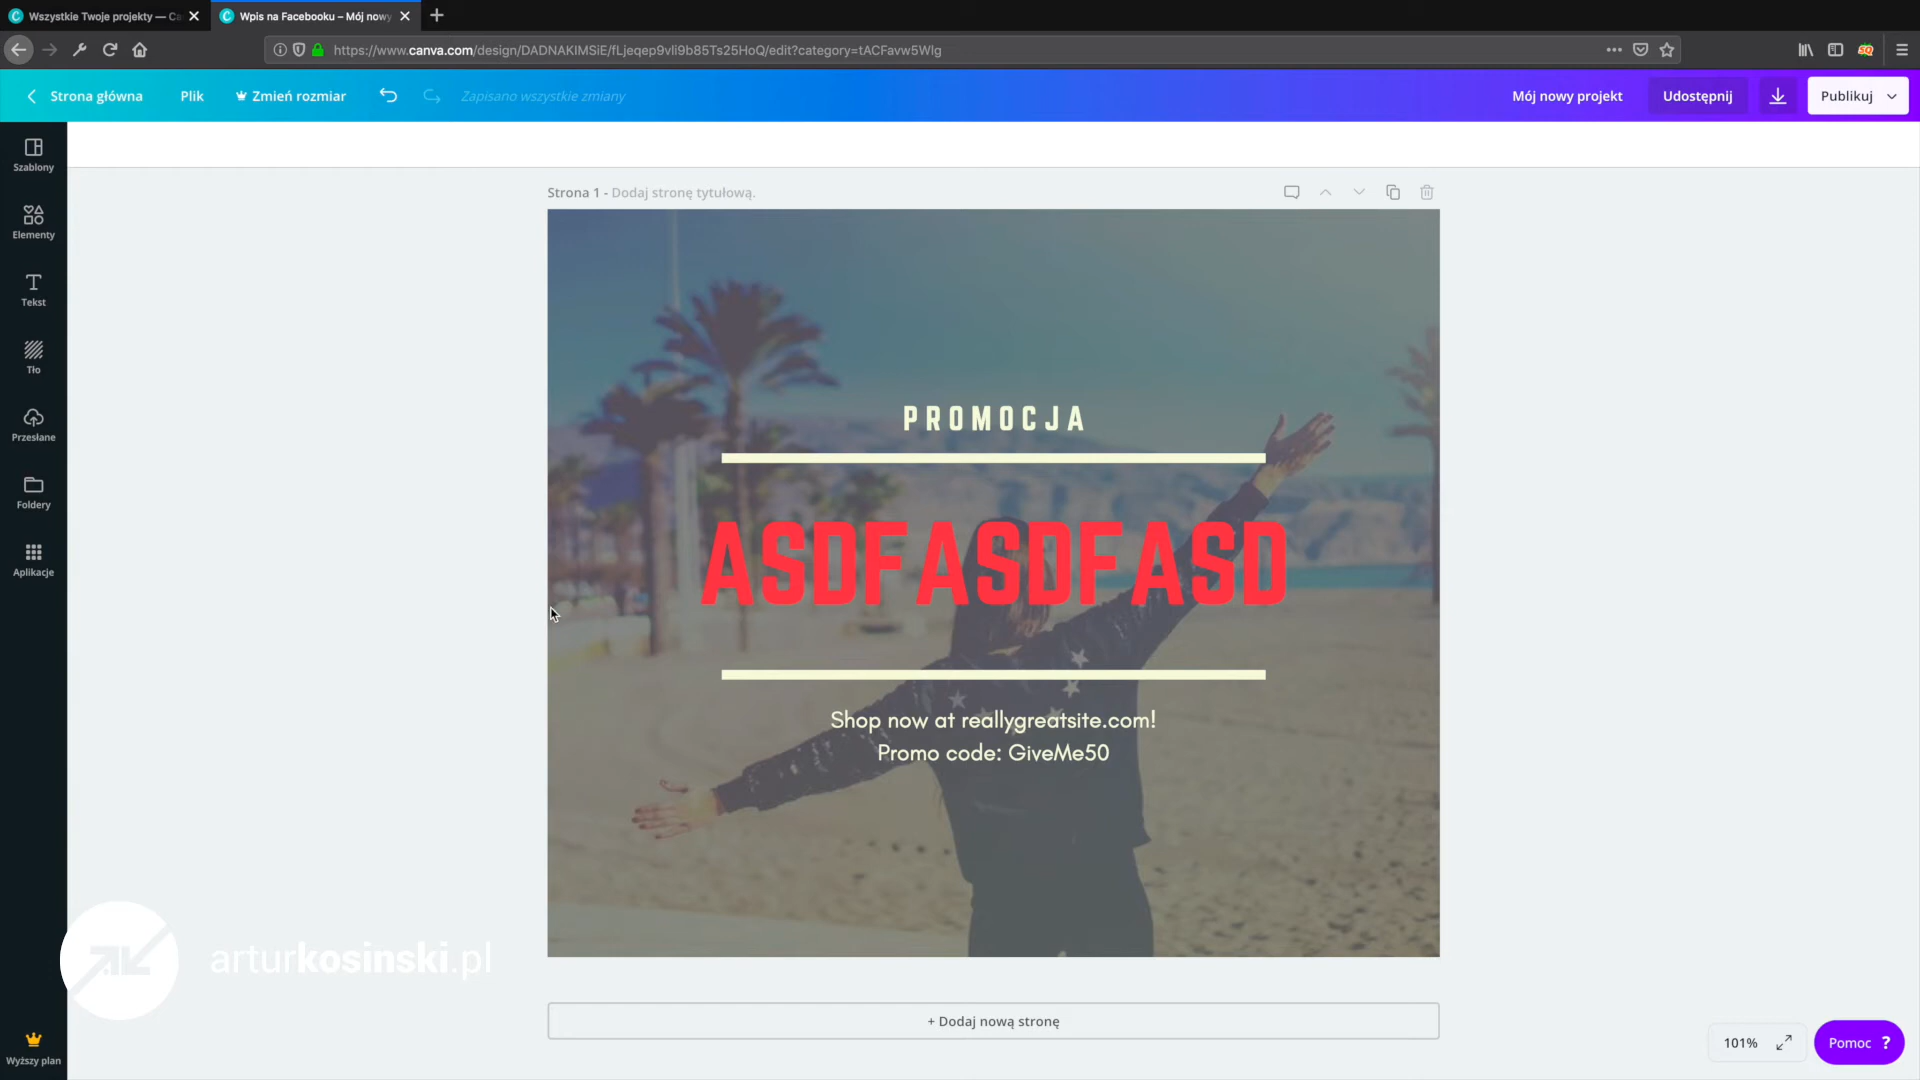 Wszystkie Twoje projekty — Ca
Wpis na Facebooku – Mój nowy
https://www.canva.com/design/DADNAKIMSiE/fLjeqep9vli9b85Ts25HoQ/edit?category=tACFavw5WIg
Strona główna
Plik
Zmień rozmiar
Zapisano wszystkie zmiany
Mój nowy projekt
Udostępnij
Publikuj
Szablony
Elementy
Tekst
Tło
Przesłane
Foldery
Aplikacje
Wyższy plan
Strona 1 - Dodaj stronę tytułową.
PROMOCJA
ASDFASDFASD
Shop now at reallygreatsite.com!
Promo code: GiveMe50
arturkosinski.pl
+ Dodaj nową stronę
101%
Pomoc ?